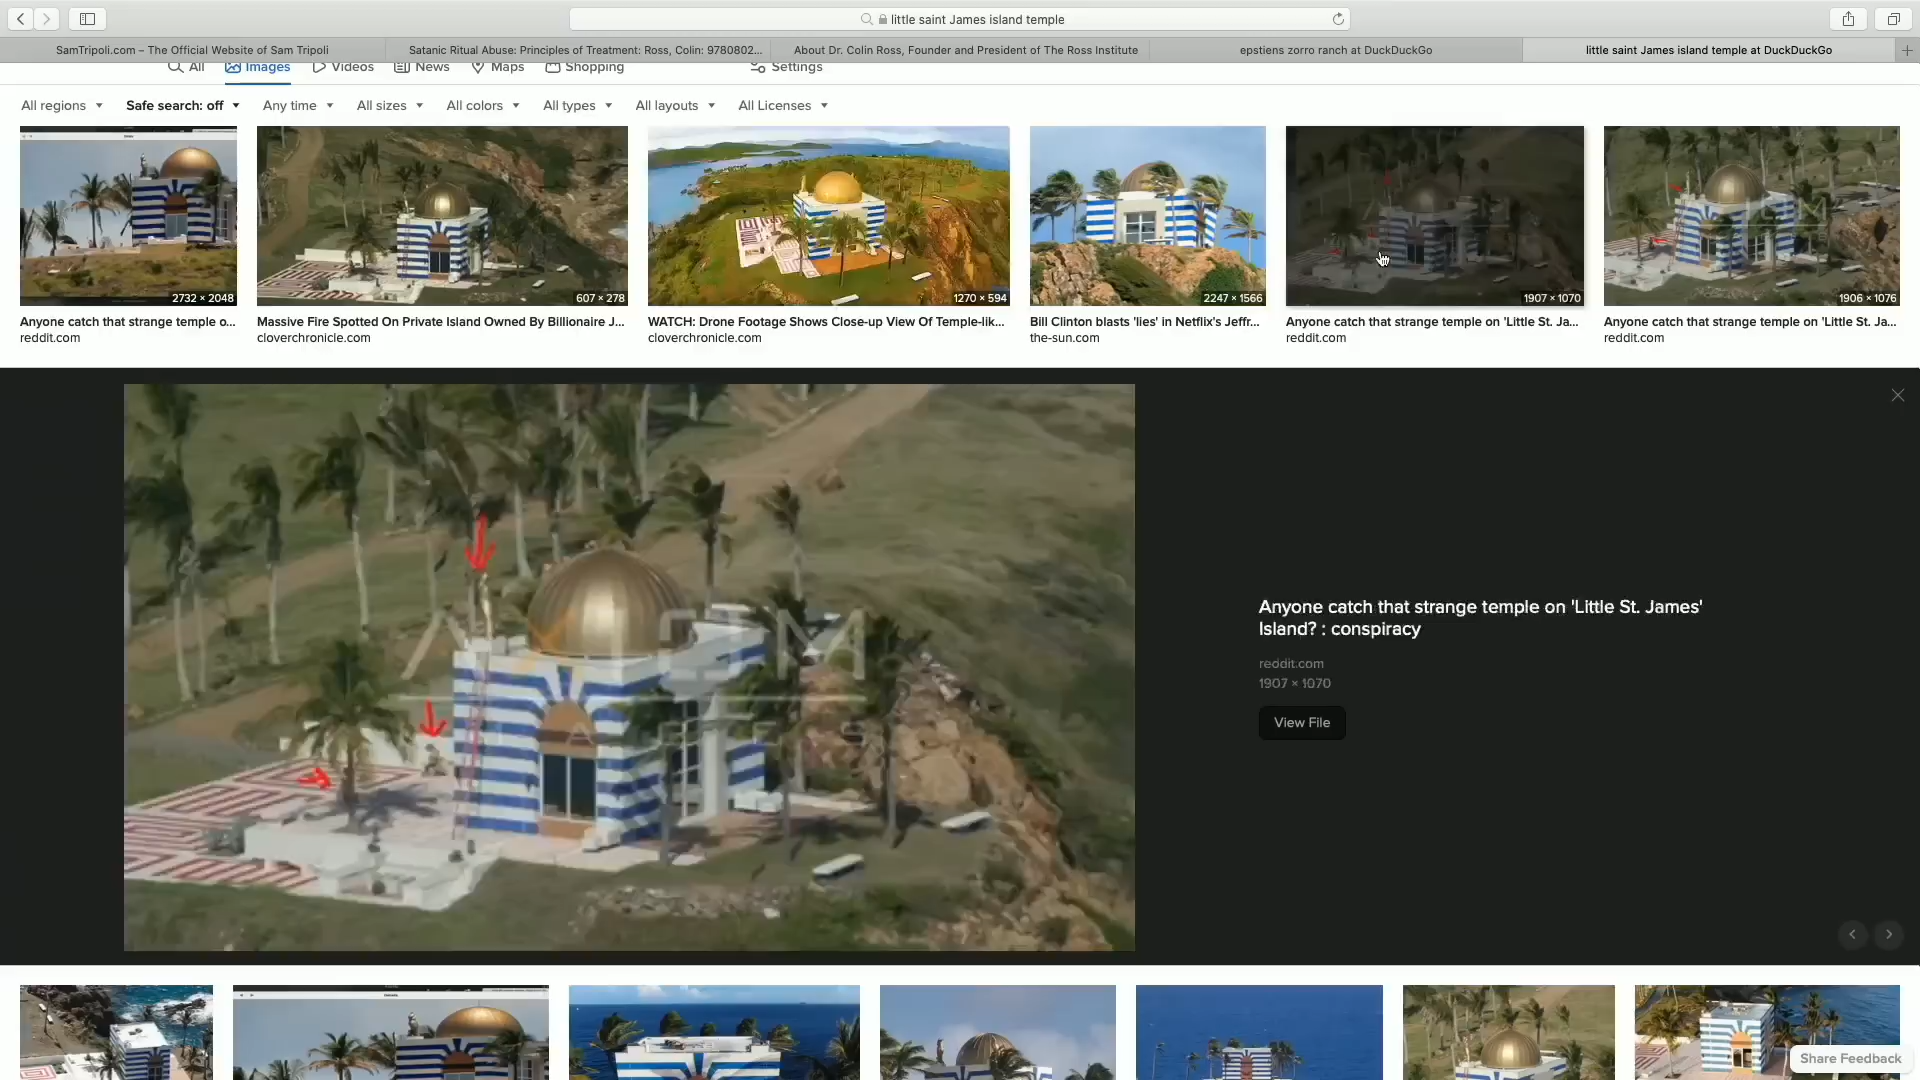 little saint James island temple
SamTripoli.com – The Official Website of Sam Tripoli
Satanic Ritual Abuse: Principles of Treatment: Ross, Colin: 9780802...
About Dr. Colin Ross, Founder and President of The Ross Institute
epstiens zorro ranch at DuckDuckGo
little saint James island temple at DuckDuckGo
All
Images
Videos
News
Maps
Shopping
Settings
All regions
Safe search: off
Any time
All sizes
All colors
All types
All layouts
All Licenses
2732 × 2048
607 × 278
1270 × 594
2247 × 1566
1907 × 1070
1906 × 1076
Anyone catch that strange temple o...
reddit.com
Massive Fire Spotted On Private Island Owned By Billionaire J...
cloverchronicle.com
WATCH: Drone Footage Shows Close-up View Of Temple-lik...
cloverchronicle.com
Bill Clinton blasts 'lies' in Netflix's Jeffr...
the-sun.com
Anyone catch that strange temple on 'Little St. Ja...
reddit.com
Anyone catch that strange temple on 'Little St. Ja...
reddit.com
Anyone catch that strange temple on 'Little St. James'
Island? : conspiracy
reddit.com
1907 × 1070
View File
Share Feedback